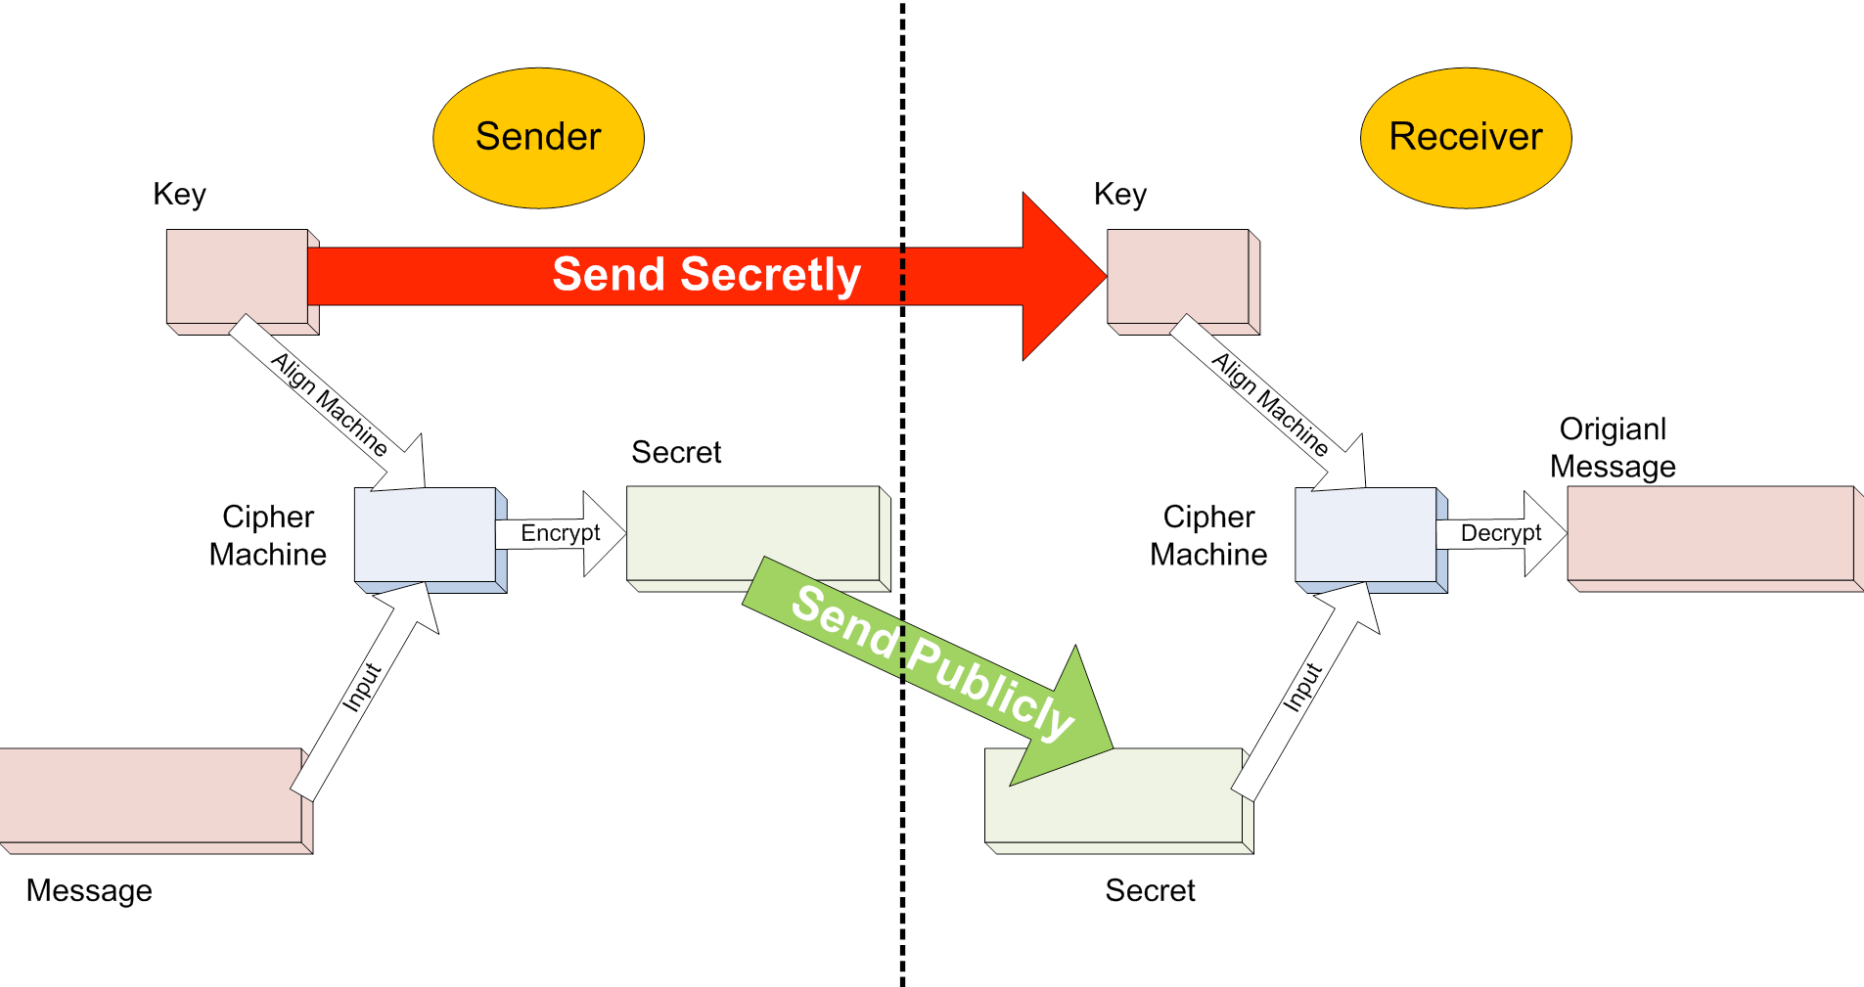 Sender
Receiver
Key
Key
Send Secretly
Align Machine
Align Machine
Secret
Origianl
Message
Cipher
Machine
Encrypt
Cipher
Machine
Decrypt
Send Publicly
Input
Input
Message
Secret